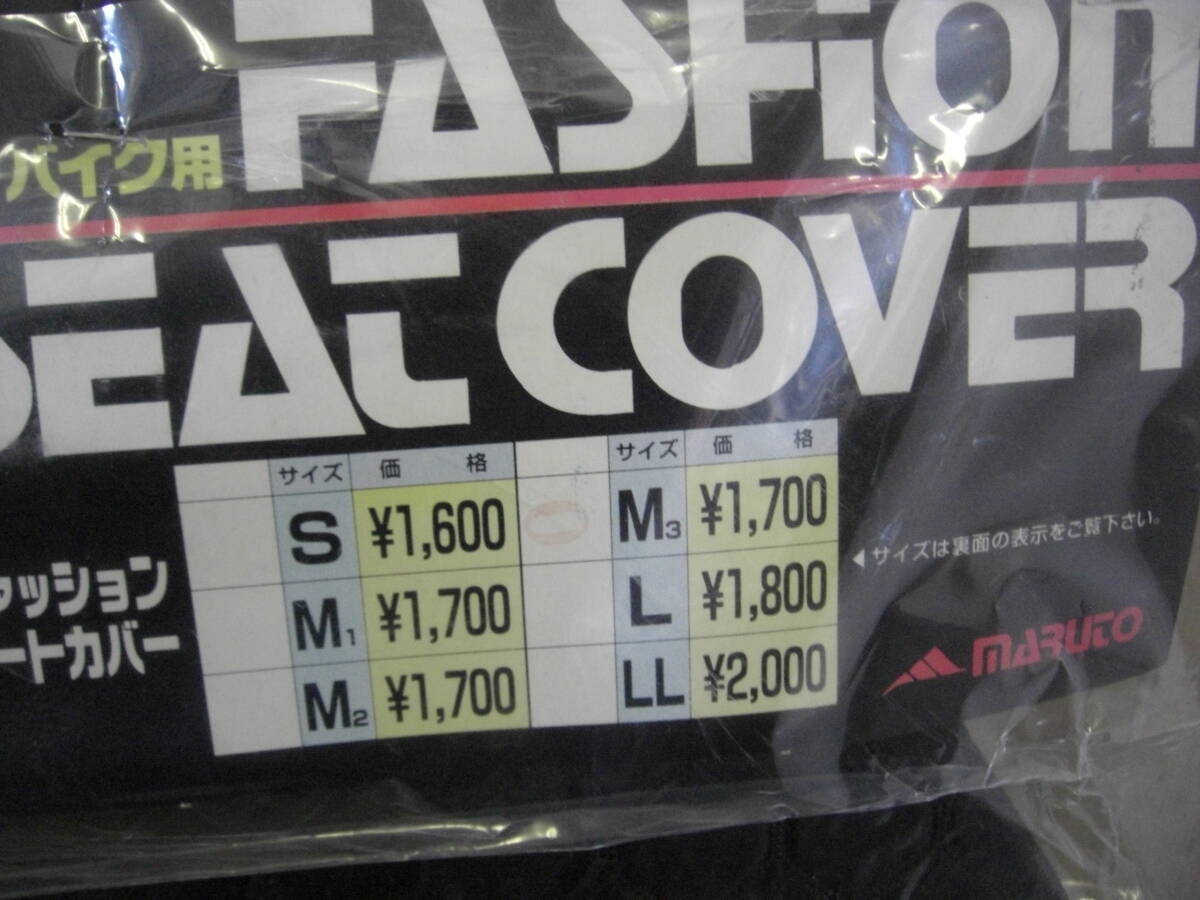 FASHION
バイク用
SEAT COVER
サイズ 価格 サイズ 価格
S ¥1,600 M3 ¥1,700
M1 ¥1,700 L ¥1,800
M2 ¥1,700 LL ¥2,000
ァッション
ートカバー
◀サイズは裏面の表示をご覧下さい。
MARUTO